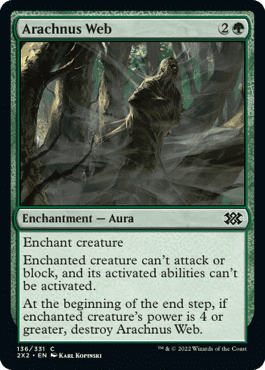 Arachnus Web 2
Enchantment — Aura
Enchant creature
Enchanted creature can't attack or
block, and its activated abilities can't
be activated.
At the beginning of the end step, if
enchanted creature's power is 4 or
greater, destroy Arachnus Web.
136/331 C
2X2 • EN Karl Kopinski
™ & © 2022 Wizards of the Coast